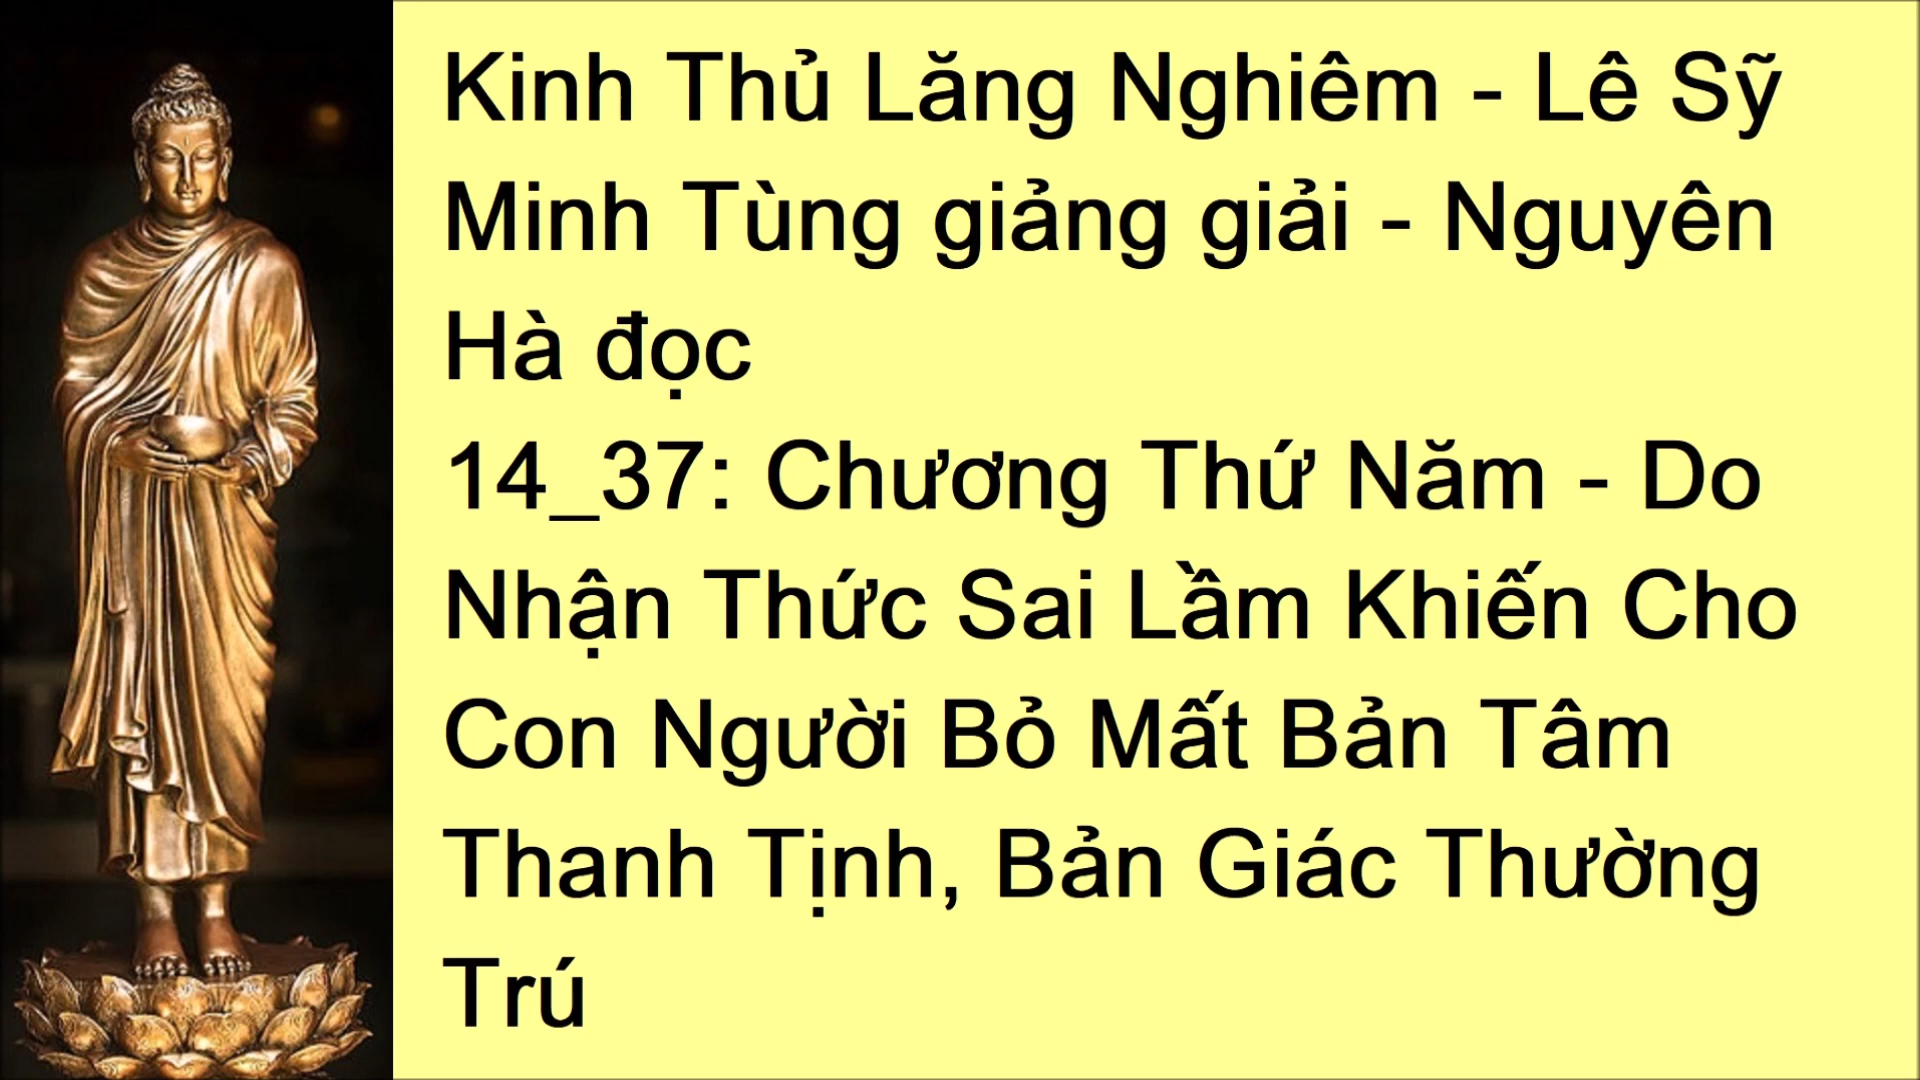 Kinh Thủ Lăng Nghiêm - Lê Sỹ
Minh Tùng giảng giải - Nguyên
Hà đọc
14_37: Chương Thứ Năm - Do
Nhận Thức Sai Lầm Khiến Cho
Con Người Bỏ Mất Bản Tâm
Thanh Tịnh, Bản Giác Thường
Trú